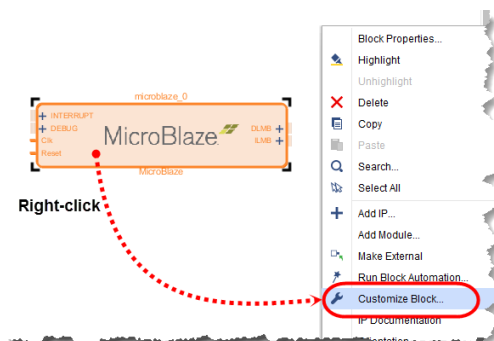 microblaze_0
INTERRUPT
DEBUG
Clk
Reset
MicroBlaze
DLMB
ILMB
MicroBlaze
Right-click
Block Properties...
Highlight
Unhighlight
Delete
Copy
Paste
Search...
Select All
Add IP...
Add Module...
Make External
Run Block Automation...
Customize Block...
IP Documentation
Orientation